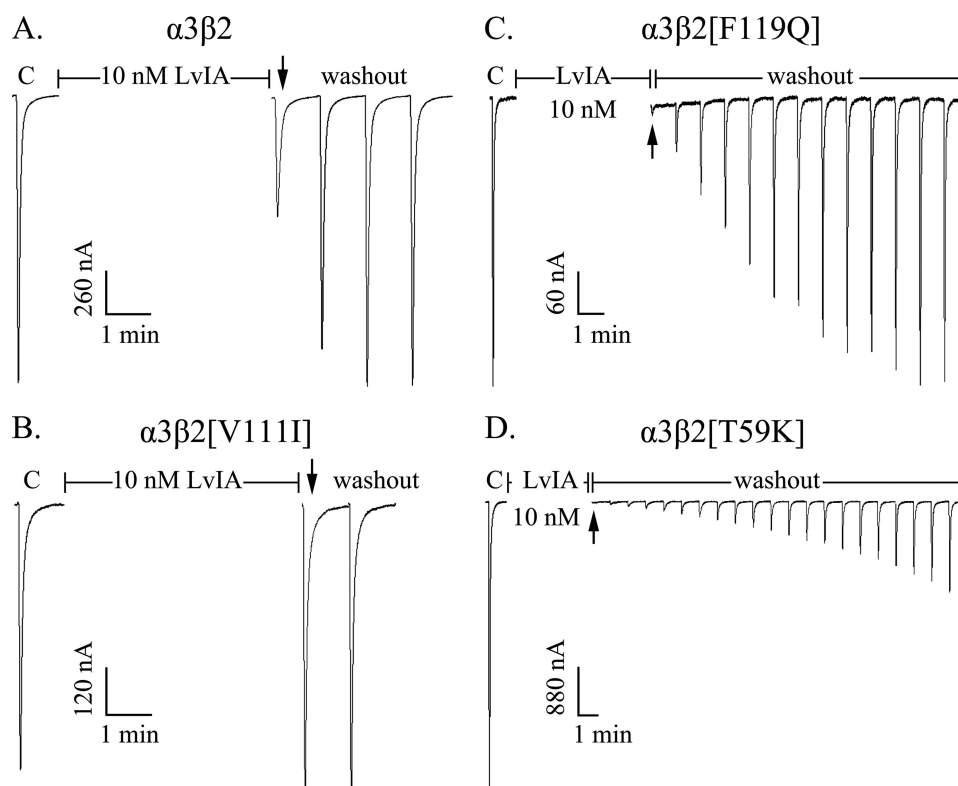 A. α3β2
C 10 nM LvIA washout
260 nA
1 min
B. α3β2[V111I]
C 10 nM LvIA washout
120 nA
1 min
C. α3β2[F119Q]
C LvIA washout
10 nM
60 nA
1 min
D. α3β2[T59K]
C LvIA washout
10 nM
880 nA
1 min